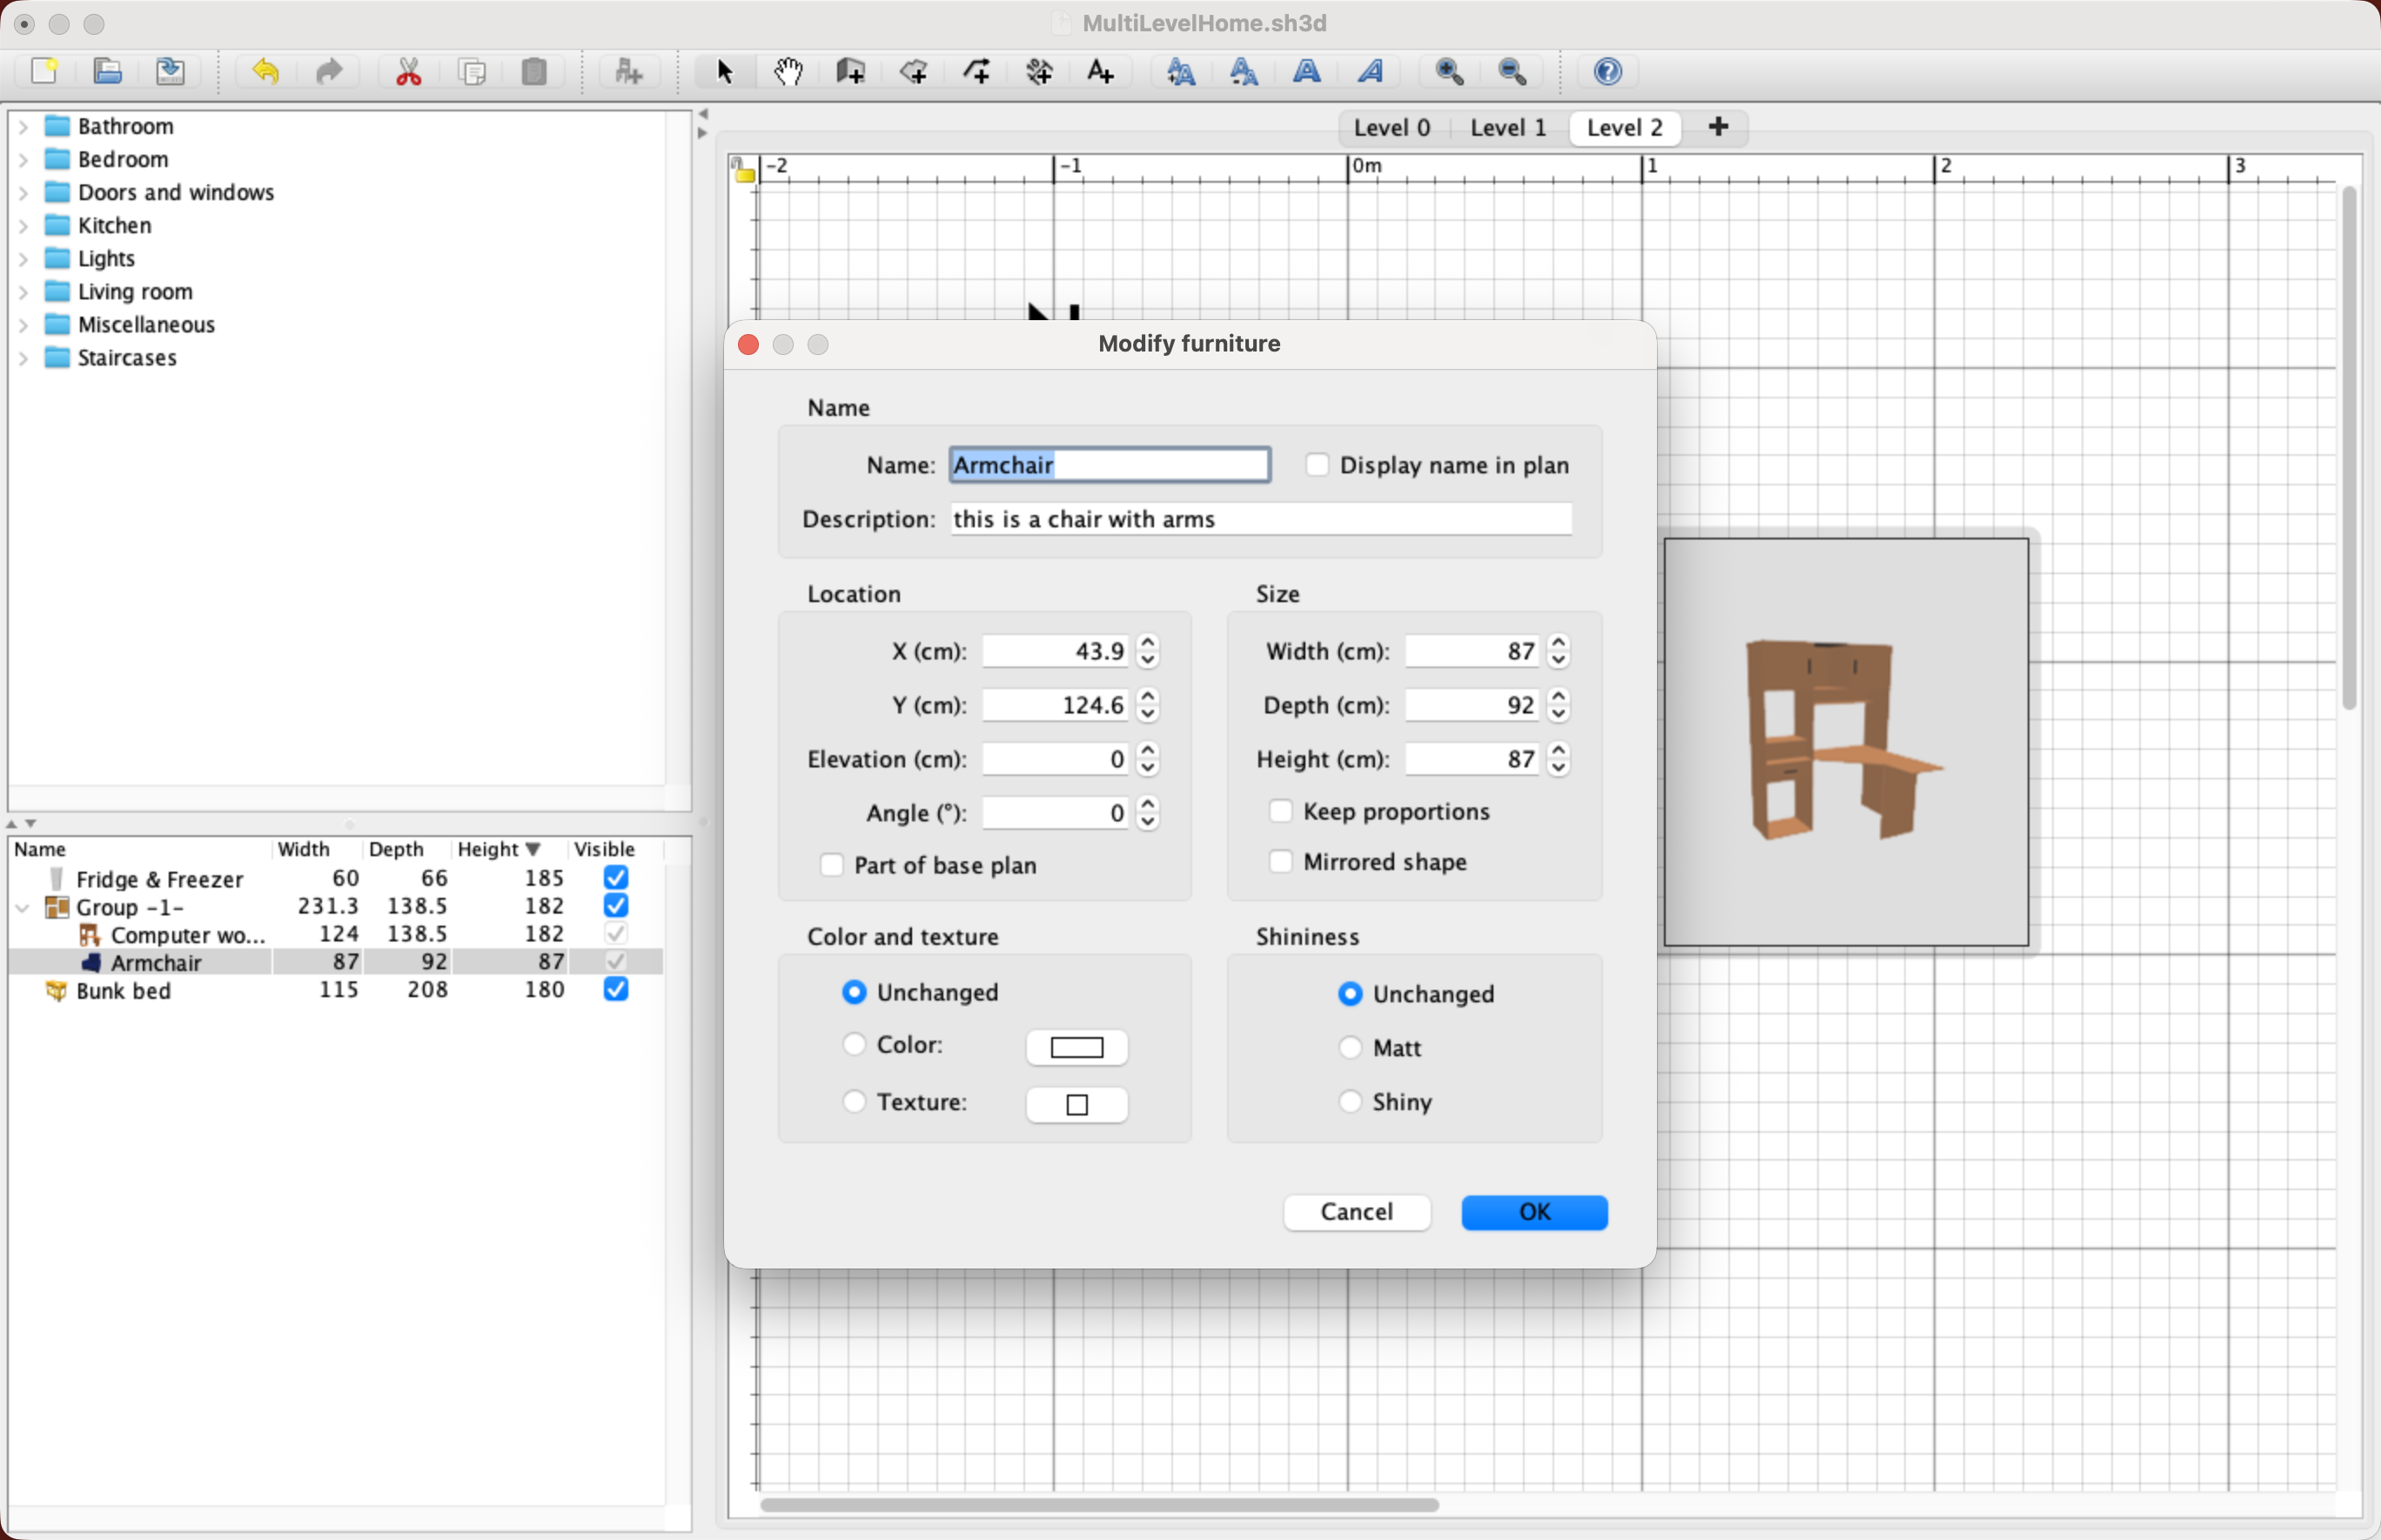 MultiLevelHome.sh3d
Bathroom
Bedroom
Doors and windows
Kitchen
Lights
Living room
Miscellaneous
Staircases
Name Width Depth Height Visible
Fridge & Freezer 60 66 185
Group -1- 231.3 138.5 182
Computer wo... 124 138.5 182
Armchair 87 92 87
Bunk bed 115 208 180
Level 0 Level 1 Level 2
-2 -1 0m 1 2 3
Modify furniture
Name
Name: Armchair Display name in plan
Description: this is a chair with arms
Location
X (cm): 43.9
Y (cm): 124.6
Elevation (cm): 0
Angle (°): 0
Part of base plan
Size
Width (cm): 87
Depth (cm): 92
Height (cm): 87
Keep proportions
Mirrored shape
Color and texture
Unchanged
Color:
Texture:
Shininess
Unchanged
Matt
Shiny
Cancel OK